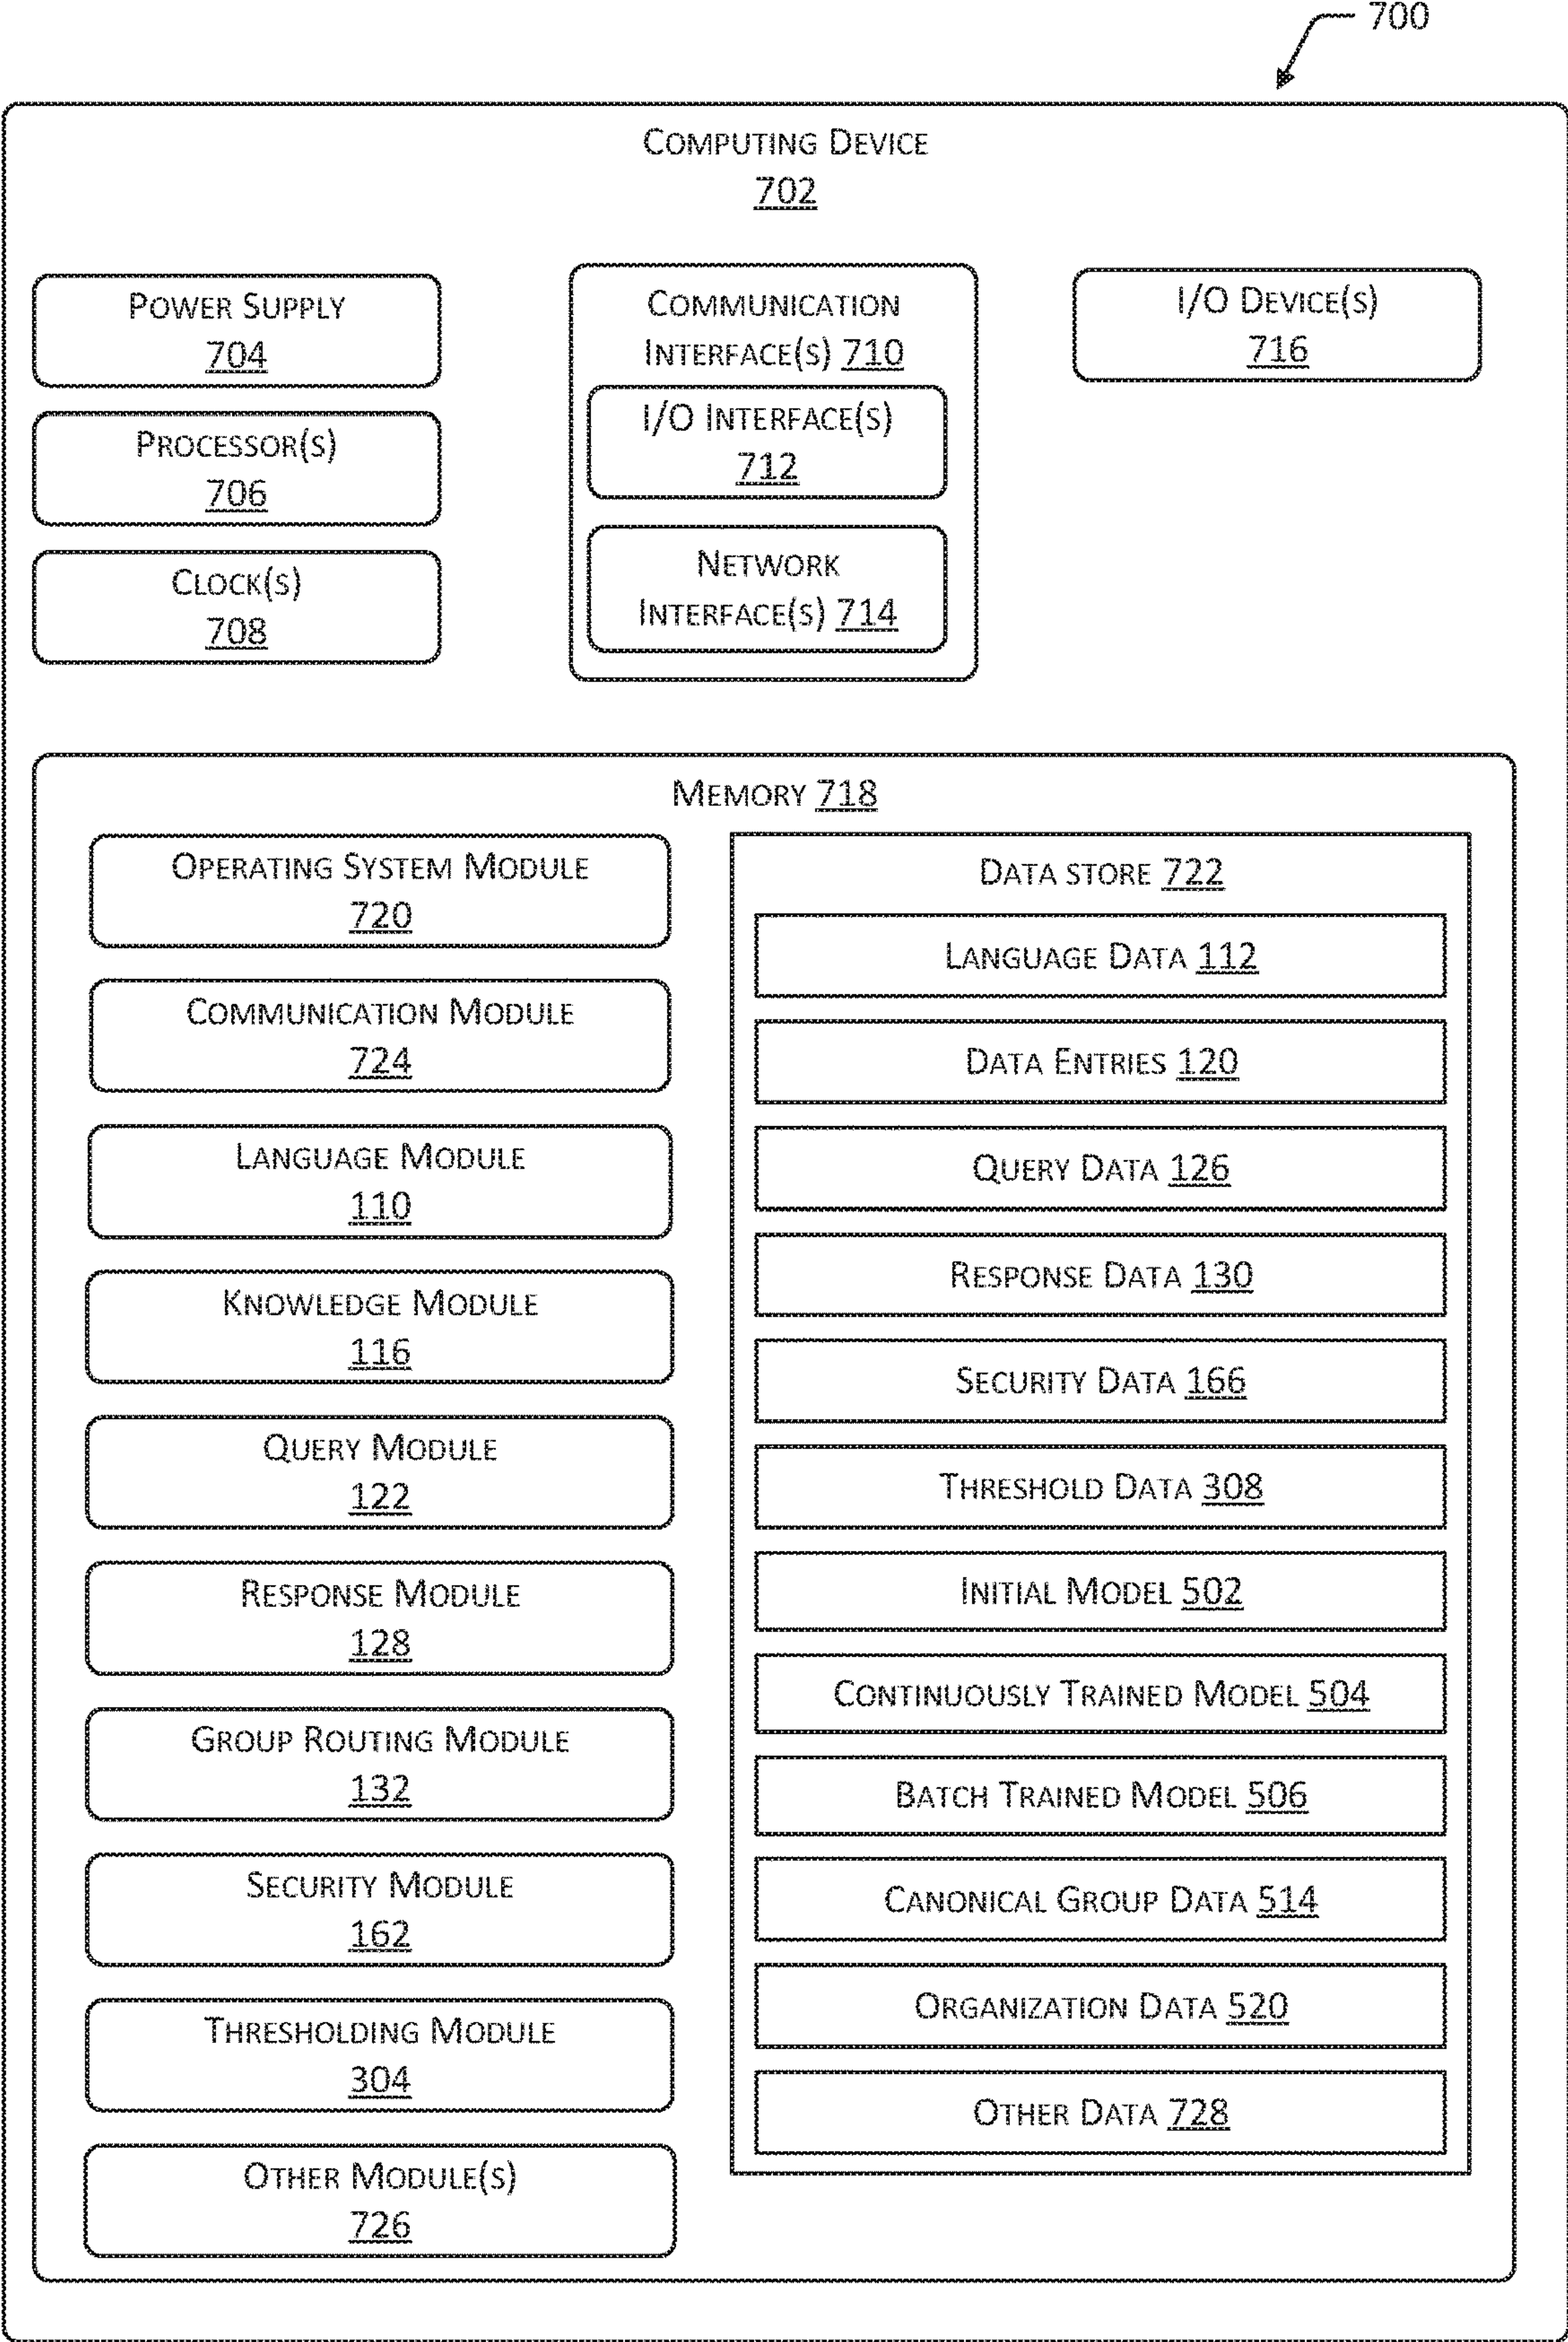 700
COMPUTING DEVICE
702
POWER SUPPLY
704
PROCESSOR(S)
706
CLOCK(S)
708
COMMUNICATION
INTERFACE(S) 710
I/O INTERFACE(S)
712
NETWORK
INTERFACE(S) 714
I/O DEVICE(S)
716
MEMORY 718
OPERATING SYSTEM MODULE
720
COMMUNICATION MODULE
724
LANGUAGE MODULE
110
KNOWLEDGE MODULE
116
QUERY MODULE
122
RESPONSE MODULE
128
GROUP ROUTING MODULE
132
SECURITY MODULE
162
THRESHOLDING MODULE
304
OTHER MODULE(S)
726
DATA STORE 722
LANGUAGE DATA 112
DATA ENTRIES 120
QUERY DATA 126
RESPONSE DATA 130
SECURITY DATA 166
THRESHOLD DATA 308
INITIAL MODEL 502
CONTINUOUSLY TRAINED MODEL 504
BATCH TRAINED MODEL 506
CANONICAL GROUP DATA 514
ORGANIZATION DATA 520
OTHER DATA 728